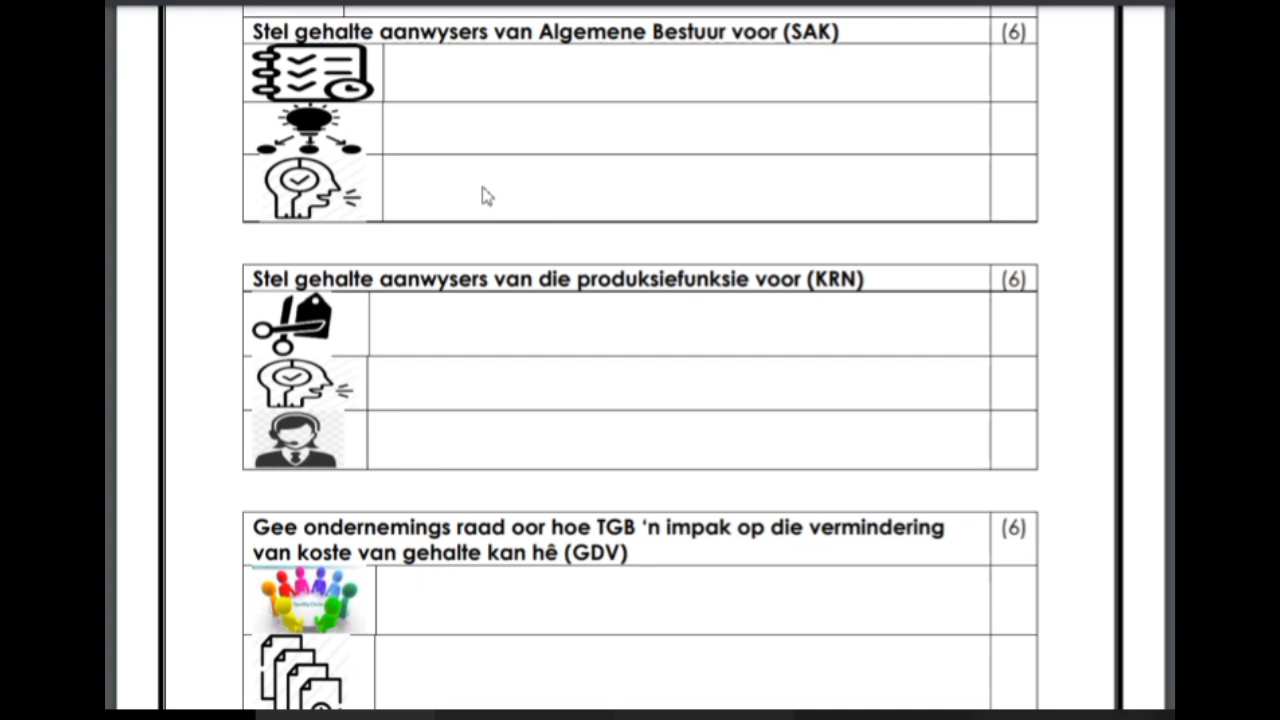 Stel gehalte aanwysers van Algemene Bestuur voor (SAK) (6)
Stel gehalte aanwysers van die produksiefunksie voor (KRN) (6)
Gee ondernemings raad oor hoe TGB ‘n impak op die vermindering (6)
van koste van gehalte kan hê (GDV)